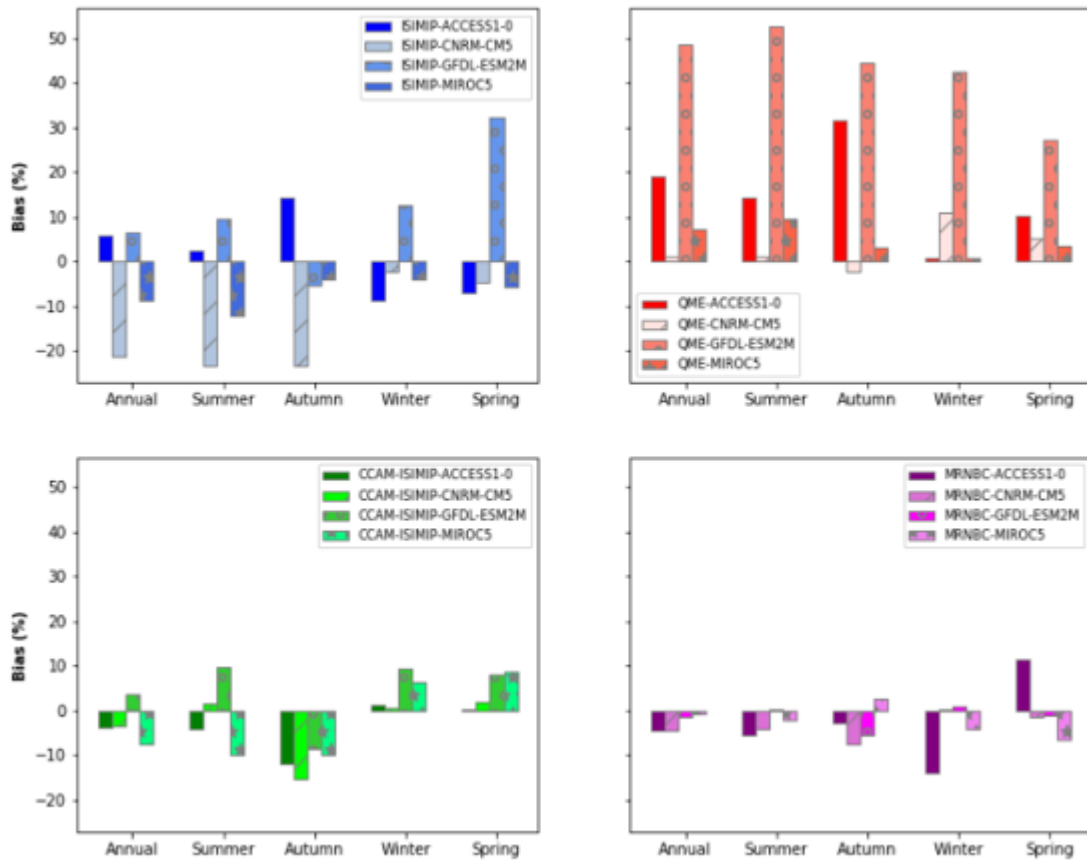 50
40
30
20
10
0
−10
−20
Bias (%)
ISIMIP-ACCESS1-0
ISIMIP-CNRM-CM5
ISIMIP-GFDL-ESM2M
ISIMIP-MIROC5
Annual Summer Autumn Winter Spring
QME-ACCESS1-0
QME-CNRM-CM5
QME-GFDL-ESM2M
QME-MIROC5
Annual Summer Autumn Winter Spring
50
40
30
20
10
0
−10
−20
Bias (%)
CCAM-ISIMIP-ACCESS1-0
CCAM-ISIMIP-CNRM-CM5
CCAM-ISIMIP-GFDL-ESM2M
CCAM-ISIMIP-MIROC5
Annual Summer Autumn Winter Spring
MRNBC-ACCESS1-0
MRNBC-CNRM-CM5
MRNBC-GFDL-ESM2M
MRNBC-MIROC5
Annual Summer Autumn Winter Spring